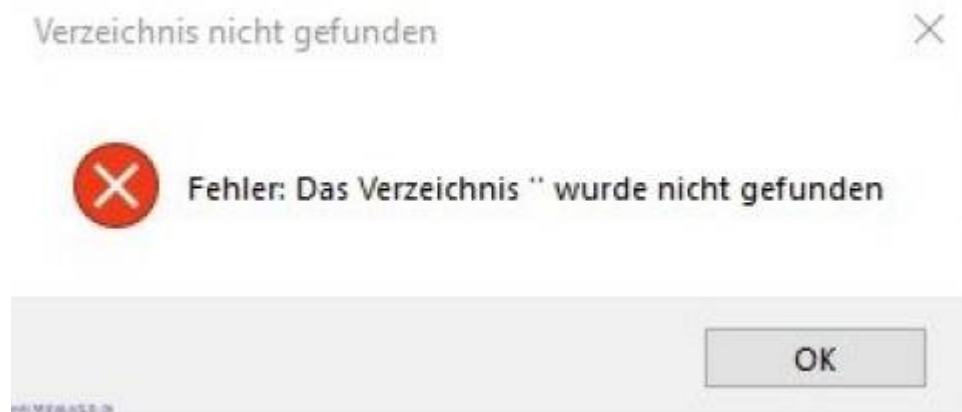 Verzeichnis nicht gefunden
Fehler: Das Verzeichnis '' wurde nicht gefunden
OK